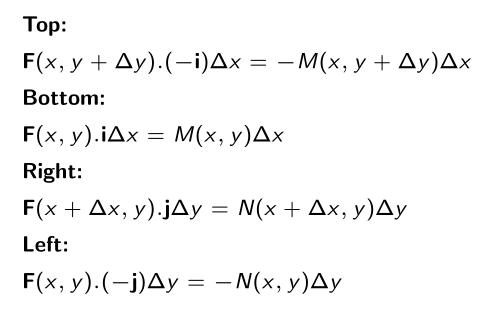 Top:
F(x, y + Δy).(−i)Δx = −M(x, y + Δy)Δx
Bottom:
F(x, y).iΔx = M(x, y)Δx
Right:
F(x + Δx, y).jΔy = N(x + Δx, y)Δy
Left:
F(x, y).(−j)Δy = −N(x, y)Δy